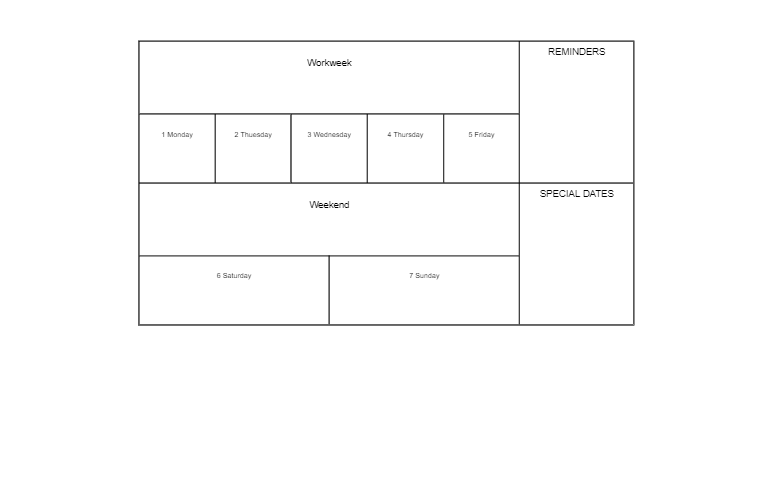 Workweek
REMINDERS
1 Monday
2 Thuesday
3 Wednesday
4 Thursday
5 Friday
Weekend
SPECIAL DATES
6 Saturday
7 Sunday